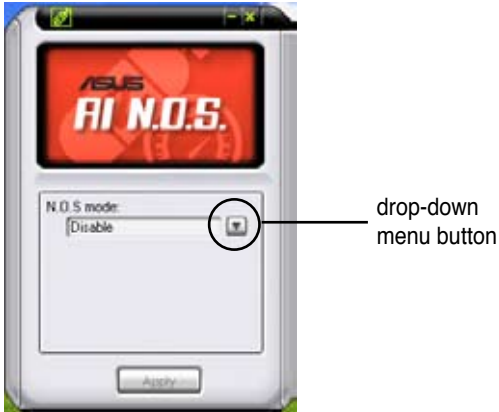 ASUS
AI N.O.S.
N.O.S mode:
Disable
drop-down
menu button
Apply